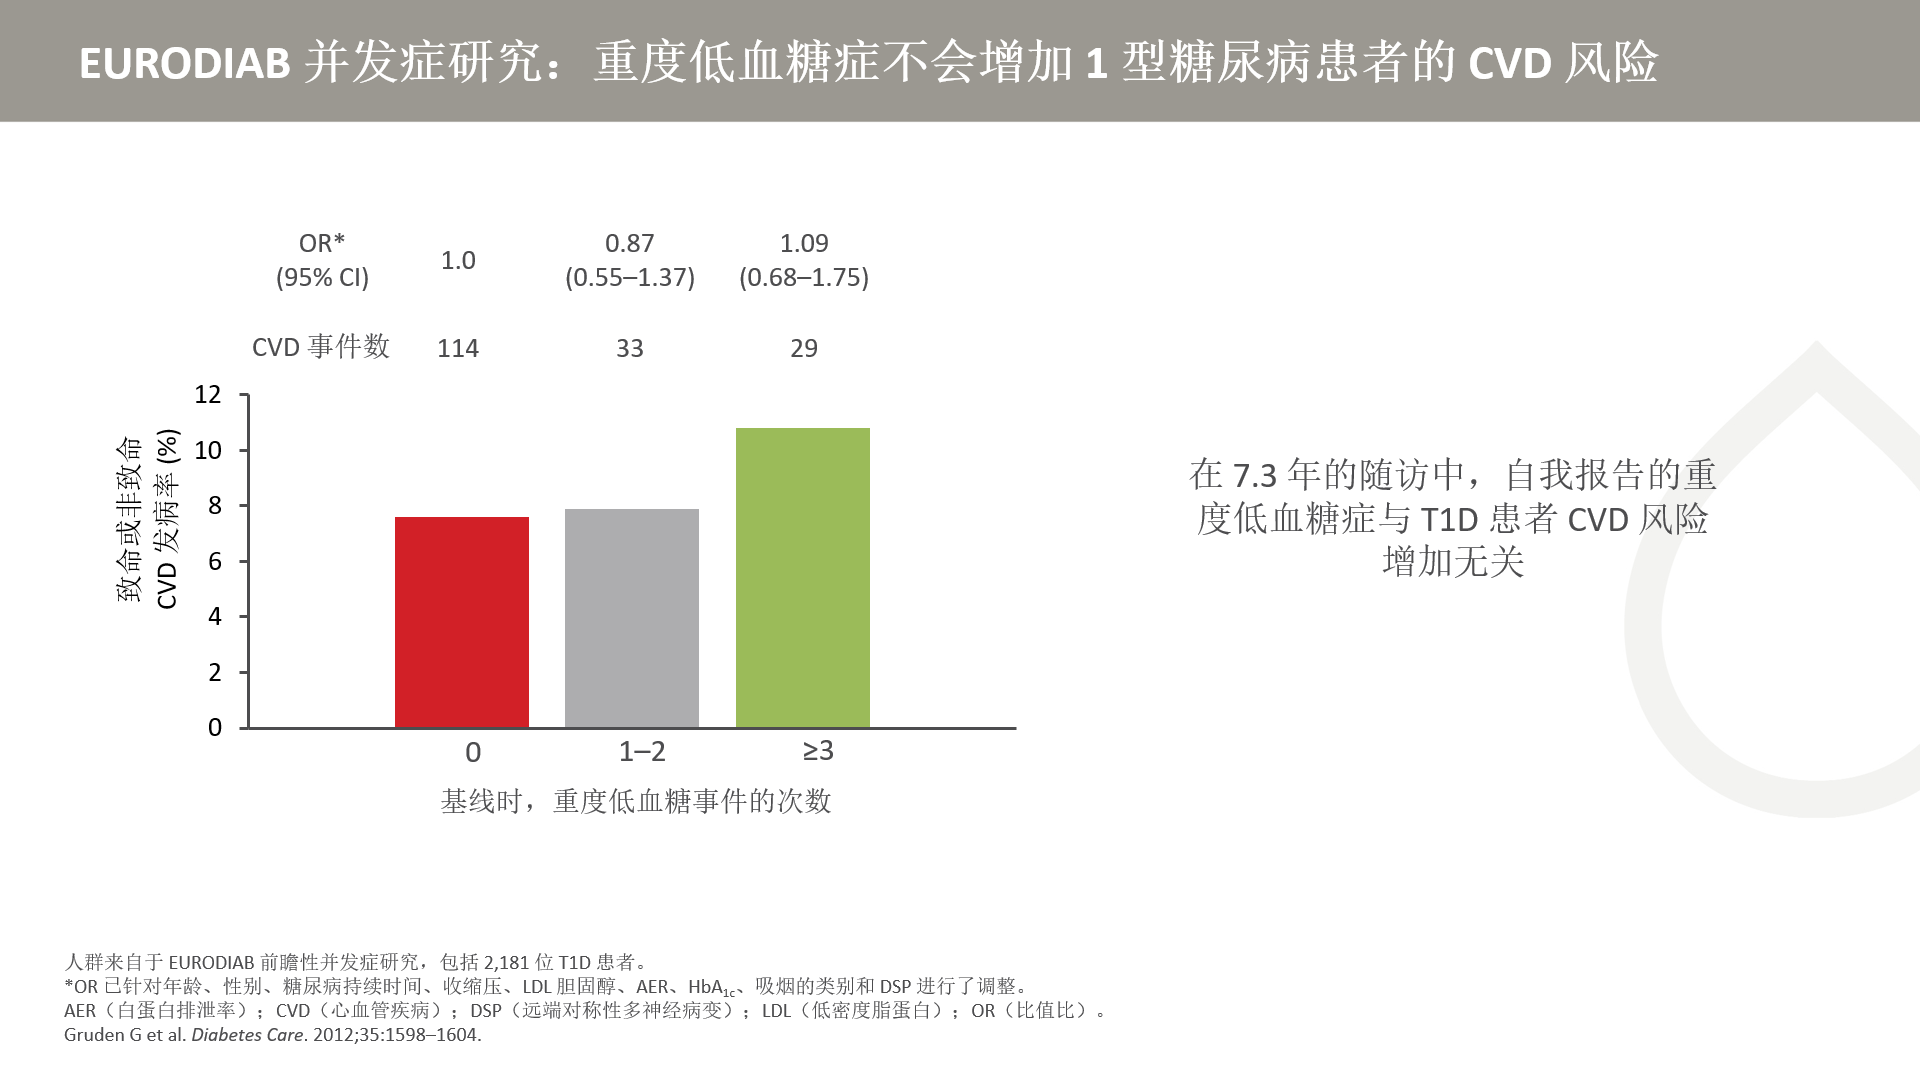 EURODIAB 并发症研究：重度低血糖症不会增加 1 型糖尿病患者的 CVD 风险
OR*
(95% CI)
1.0
0.87
(0.55–1.37)
1.09
(0.68–1.75)
CVD 事件数
114
33
29
致命或非致命
CVD 发病率 (%)
12
10
8
6
4
2
0
0
1–2
≥3
基线时，重度低血糖事件的次数
在 7.3 年的随访中，自我报告的重
度低血糖症与 T1D 患者 CVD 风险
增加无关
人群来自于 EURODIAB 前瞻性并发症研究，包括 2,181 位 T1D 患者。
*OR 已针对年龄、性别、糖尿病持续时间、收缩压、LDL 胆固醇、AER、HbA1c、吸烟的类别和 DSP 进行了调整。
AER（白蛋白排泄率）；CVD（心血管疾病）；DSP（远端对称性多神经病变）；LDL（低密度脂蛋白）；OR（比值比）。
Gruden G et al. Diabetes Care. 2012;35:1598–1604.